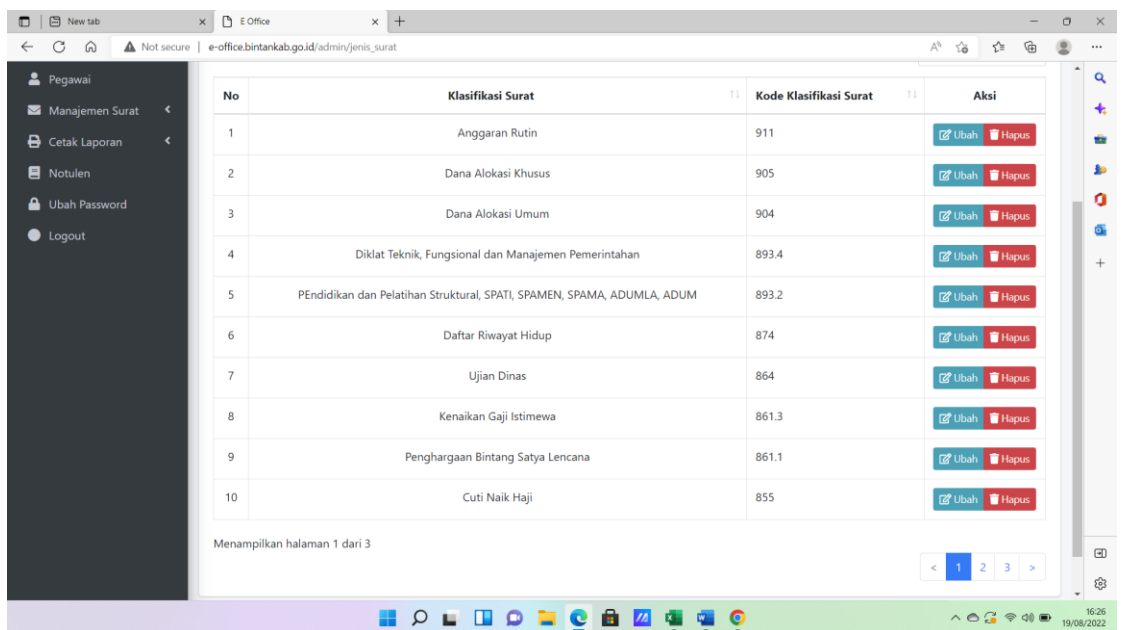 New tab
E Office
Not secure | e-office.bintankab.go.id/admin/jenis_surat
Pegawai
Manajemen Surat
Cetak Laporan
Notulen
Ubah Password
Logout
No Klasifikasi Surat Kode Klasifikasi Surat Aksi
1 Anggaran Rutin 911 Ubah Hapus
2 Dana Alokasi Khusus 905 Ubah Hapus
3 Dana Alokasi Umum 904 Ubah Hapus
4 Diklat Teknik, Fungsional dan Manajemen Pemerintahan 893.4 Ubah Hapus
5 PEndidikan dan Pelatihan Struktural, SPATI, SPAMEN, SPAMA, ADUMLA, ADUM 893.2 Ubah Hapus
6 Daftar Riwayat Hidup 874 Ubah Hapus
7 Ujian Dinas 864 Ubah Hapus
8 Kenaikan Gaji Istimewa 861.3 Ubah Hapus
9 Penghargaan Bintang Satya Lencana 861.1 Ubah Hapus
10 Cuti Naik Haji 855 Ubah Hapus
Menampilkan halaman 1 dari 3
< 1 2 3 >
16:26
19/08/2022